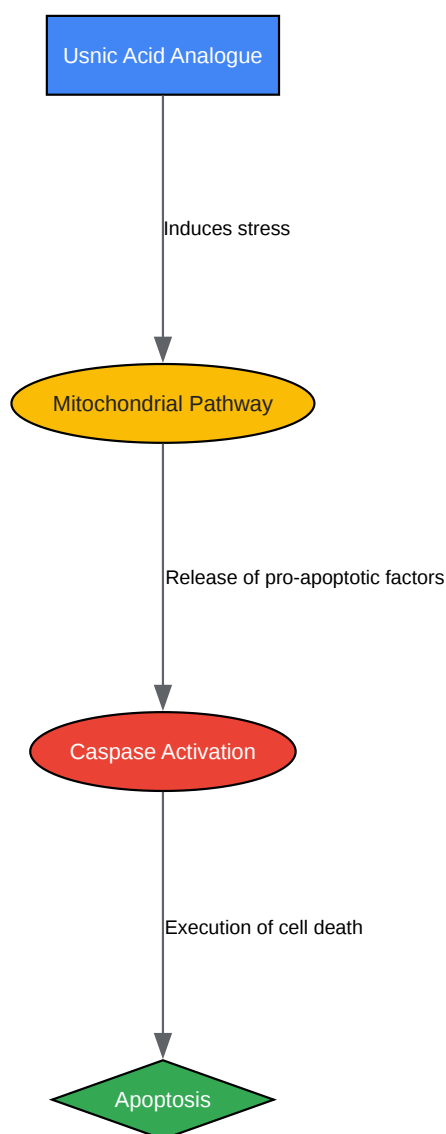 Usnic Acid Analogue
Induces stress
Mitochondrial Pathway
Release of pro-apoptotic factors
Caspase Activation
Execution of cell death
Apoptosis